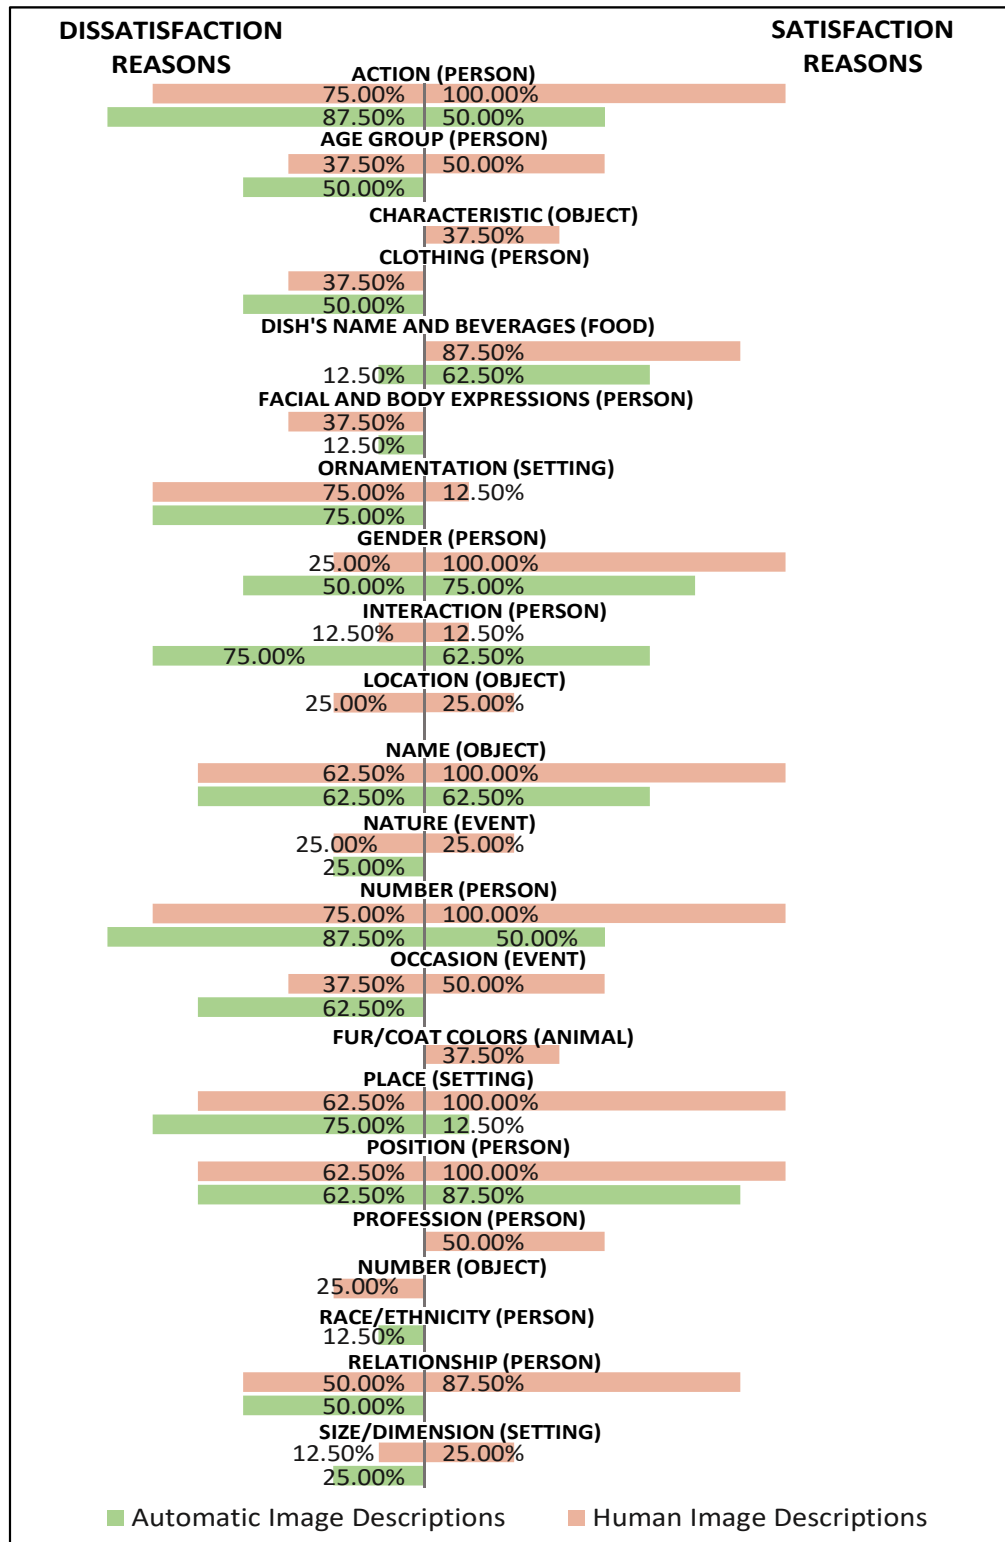 DISSATISFACTION
REASONS
SATISFACTION
REASONS
ACTION (PERSON)
75.00% 100.00%
87.50% 50.00%
AGE GROUP (PERSON)
37.50% 50.00%
50.00%
CHARACTERISTIC (OBJECT)
37.50%
CLOTHING (PERSON)
37.50%
50.00%
DISH'S NAME AND BEVERAGES (FOOD)
87.50%
12.50% 62.50%
FACIAL AND BODY EXPRESSIONS (PERSON)
37.50%
12.50%
ORNAMENTATION (SETTING)
75.00% 12.50%
75.00%
GENDER (PERSON)
25.00% 100.00%
50.00% 75.00%
INTERACTION (PERSON)
12.50% 12.50%
75.00% 62.50%
LOCATION (OBJECT)
25.00% 25.00%
NAME (OBJECT)
62.50% 100.00%
62.50% 62.50%
NATURE (EVENT)
25.00% 25.00%
25.00%
NUMBER (PERSON)
75.00% 100.00%
87.50% 50.00%
OCCASION (EVENT)
37.50% 50.00%
62.50%
FUR/COAT COLORS (ANIMAL)
37.50%
PLACE (SETTING)
62.50% 100.00%
75.00% 12.50%
POSITION (PERSON)
62.50% 100.00%
62.50% 87.50%
PROFESSION (PERSON)
50.00%
NUMBER (OBJECT)
25.00%
RACE/ETHNICITY (PERSON)
12.50%
RELATIONSHIP (PERSON)
50.00% 87.50%
50.00%
SIZE/DIMENSION (SETTING)
12.50% 25.00%
25.00%
Automatic Image Descriptions Human Image Descriptions